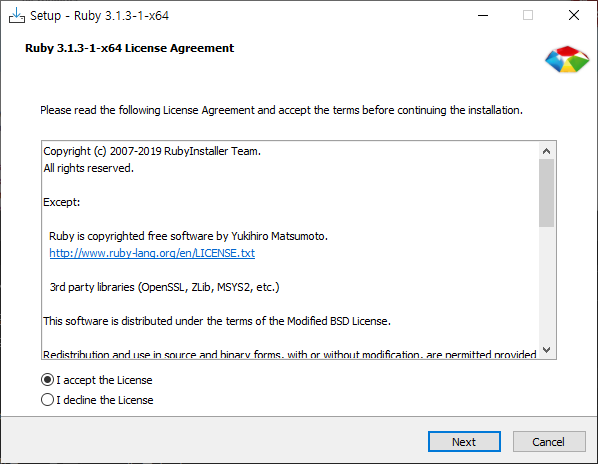 Setup - Ruby 3.1.3-1-x64
Ruby 3.1.3-1-x64 License Agreement
Please read the following License Agreement and accept the terms before continuing the installation.
Copyright (c) 2007-2019 RubyInstaller Team.
All rights reserved.
Except:
Ruby is copyrighted free software by Yukihiro Matsumoto.
http://www.ruby-lang.org/en/LICENSE.txt
3rd party libraries (OpenSSL, ZLib, MSYS2, etc.)
This software is distributed under the terms of the Modified BSD License.
Redistribution and use in source and binary forms, with or without modification, are permitted provided
I accept the License
I decline the License
Next Cancel